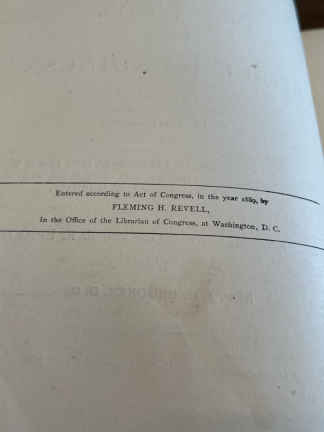 Entered according to Act of Congress, in the year 1889, by
FLEMING H. REVELL,
In the Office of the Librarian of Congress, at Washington, D. C.